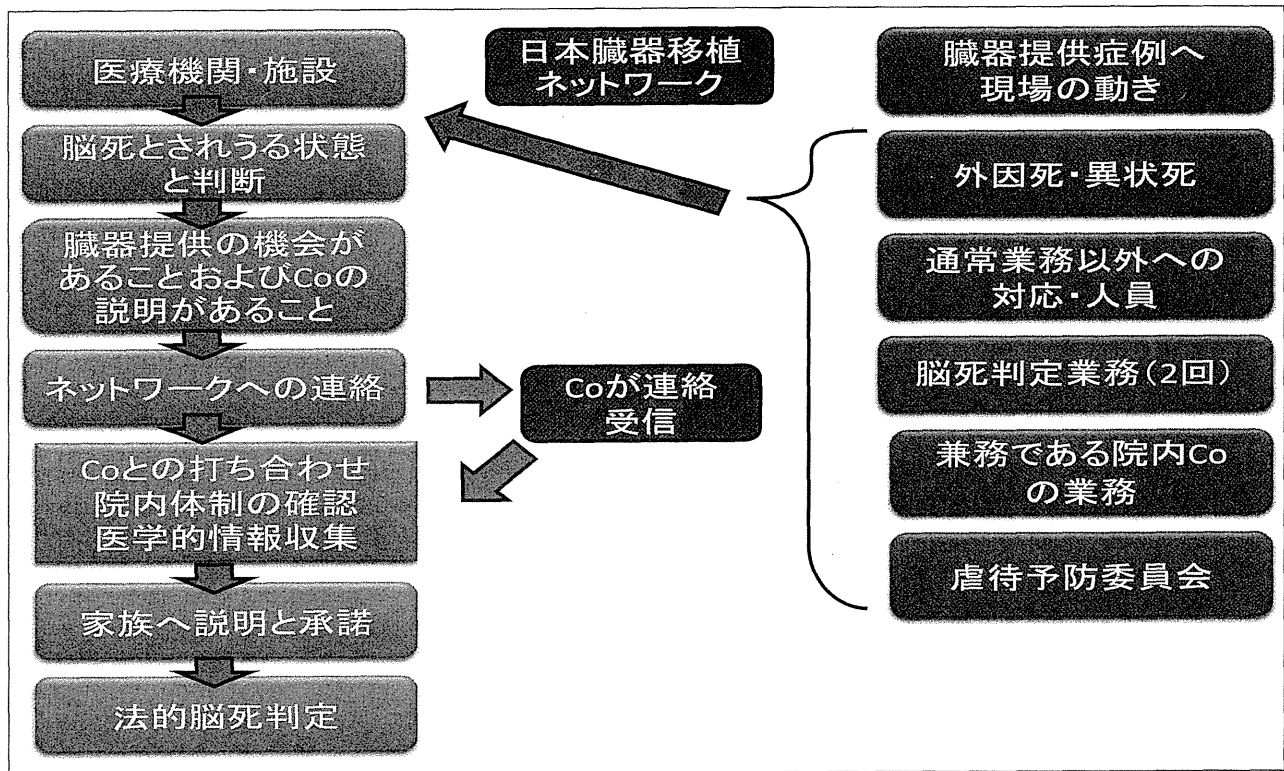 医療機関・施設
脳死とされうる状態
と判断
臓器提供の機会が
あることおよびCoの
説明があること
ネットワークへの連絡
Coとの打ち合わせ
院内体制の確認
医学的情報収集
家族へ説明と承諾
法的脳死判定
日本臓器移植
ネットワーク
Coが連絡
受信
臓器提供症例へ
現場の動き
外因死・異状死
通常業務以外への
対応・人員
脳死判定業務(2回)
兼務である院内Co
の業務
虐待予防委員会